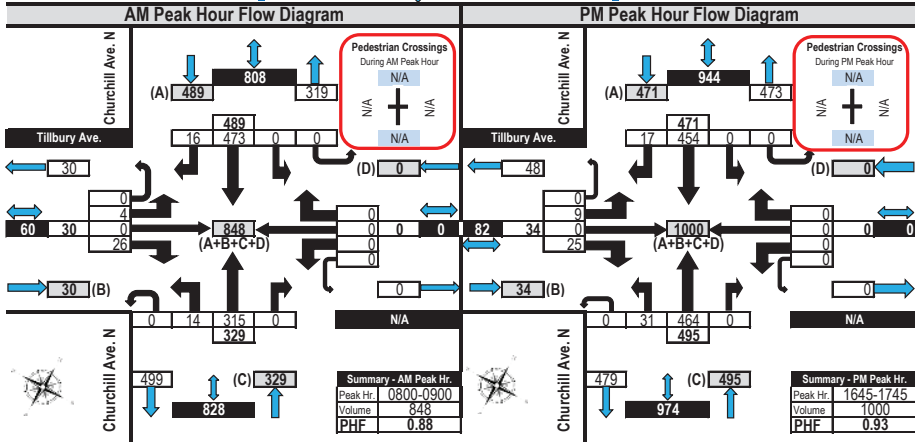 AM Peak Hour Flow Diagram
Churchill Ave. N
808
(A) 489
319
Pedestrian Crossings
During AM Peak Hour
N/A
N/A
N/A
N/A
489
16 473 0 0
Tillbury Ave.
30
(D) 0
0
4
0
26
60 30
848
(A+B+C+D)
0
0
0
0
0 0
30 (B)
0
0 14 315 0
329
N/A
Churchill Ave. N
499
(C) 329
828
Summary - AM Peak Hr.
Peak Hr. 0800-0900
Volume 848
PHF 0.88
PM Peak Hour Flow Diagram
Churchill Ave. N
944
(A) 471
473
Pedestrian Crossings
During PM Peak Hour
N/A
N/A
N/A
N/A
471
17 454 0 0
Tillbury Ave.
48
(D) 0
0
9
0
25
82 34
1000
(A+B+C+D)
0
0
0
0
0 0
34 (B)
0
0 31 464 0
495
N/A
Churchill Ave. N
479
(C) 495
974
Summary - PM Peak Hr.
Peak Hr. 1645-1745
Volume 1000
PHF 0.93